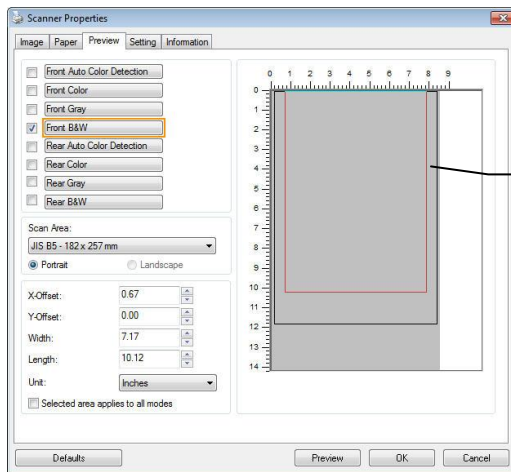 Scanner Properties
Image Paper Preview Setting Information
Front Auto Color Detection
Front Color
Front Gray
Front B&W
Rear Auto Color Detection
Rear Color
Rear Gray
Rear B&W
Scan Area:
JIS B5 - 182 x 257 mm
Portrait Landscape
X-Offset: 0.67
Y-Offset: 0.00
Width: 7.17
Length: 10.12
Unit: Inches
Selected area applies to all modes
0 1 2 3 4 5 6 7 8 9
0
1
2
3
4
5
6
7
8
9
10
11
12
13
14
Defaults Preview OK Cancel